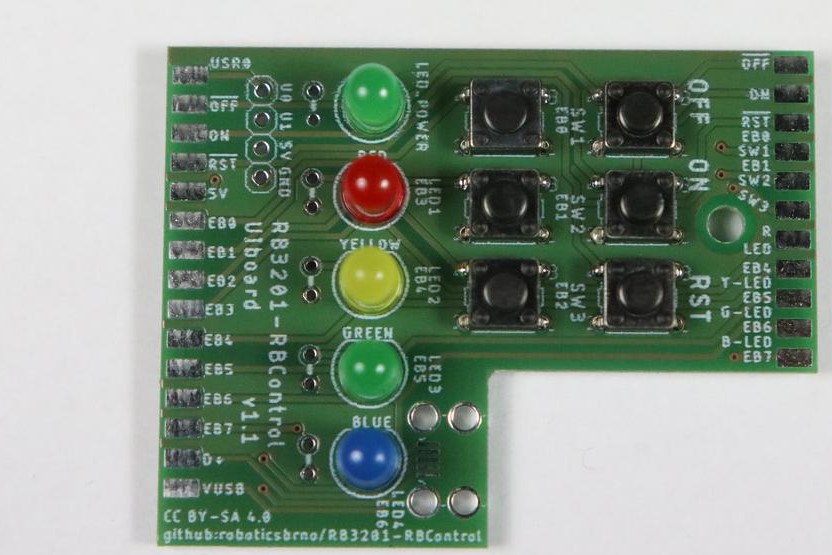 USR0
OFF
ON
RST
5V
EB0
EB1
EB2
EB3
EB4
EB5
EB6
EB7
D+
VUSB
U0
U1
5V
GND
RB3201-RBControl
UIboard v1.1
LED_POWER
RED
LED1
EB3
YELLOW
LED2
EB4
GREEN
LED3
EB5
BLUE
LED4
EB6
SW1
EB0
SW2
EB1
SW3
EB2
OFF
ON
RST
OFF
ON
RST
EB0
SW1
EB1
SW2
SW3
R
LED
EB4
Y-LED
EB5
G-LED
EB6
B-LED
EB7
CC BY-SA 4.0
github:roboticsbrno/RB3201-RBControl